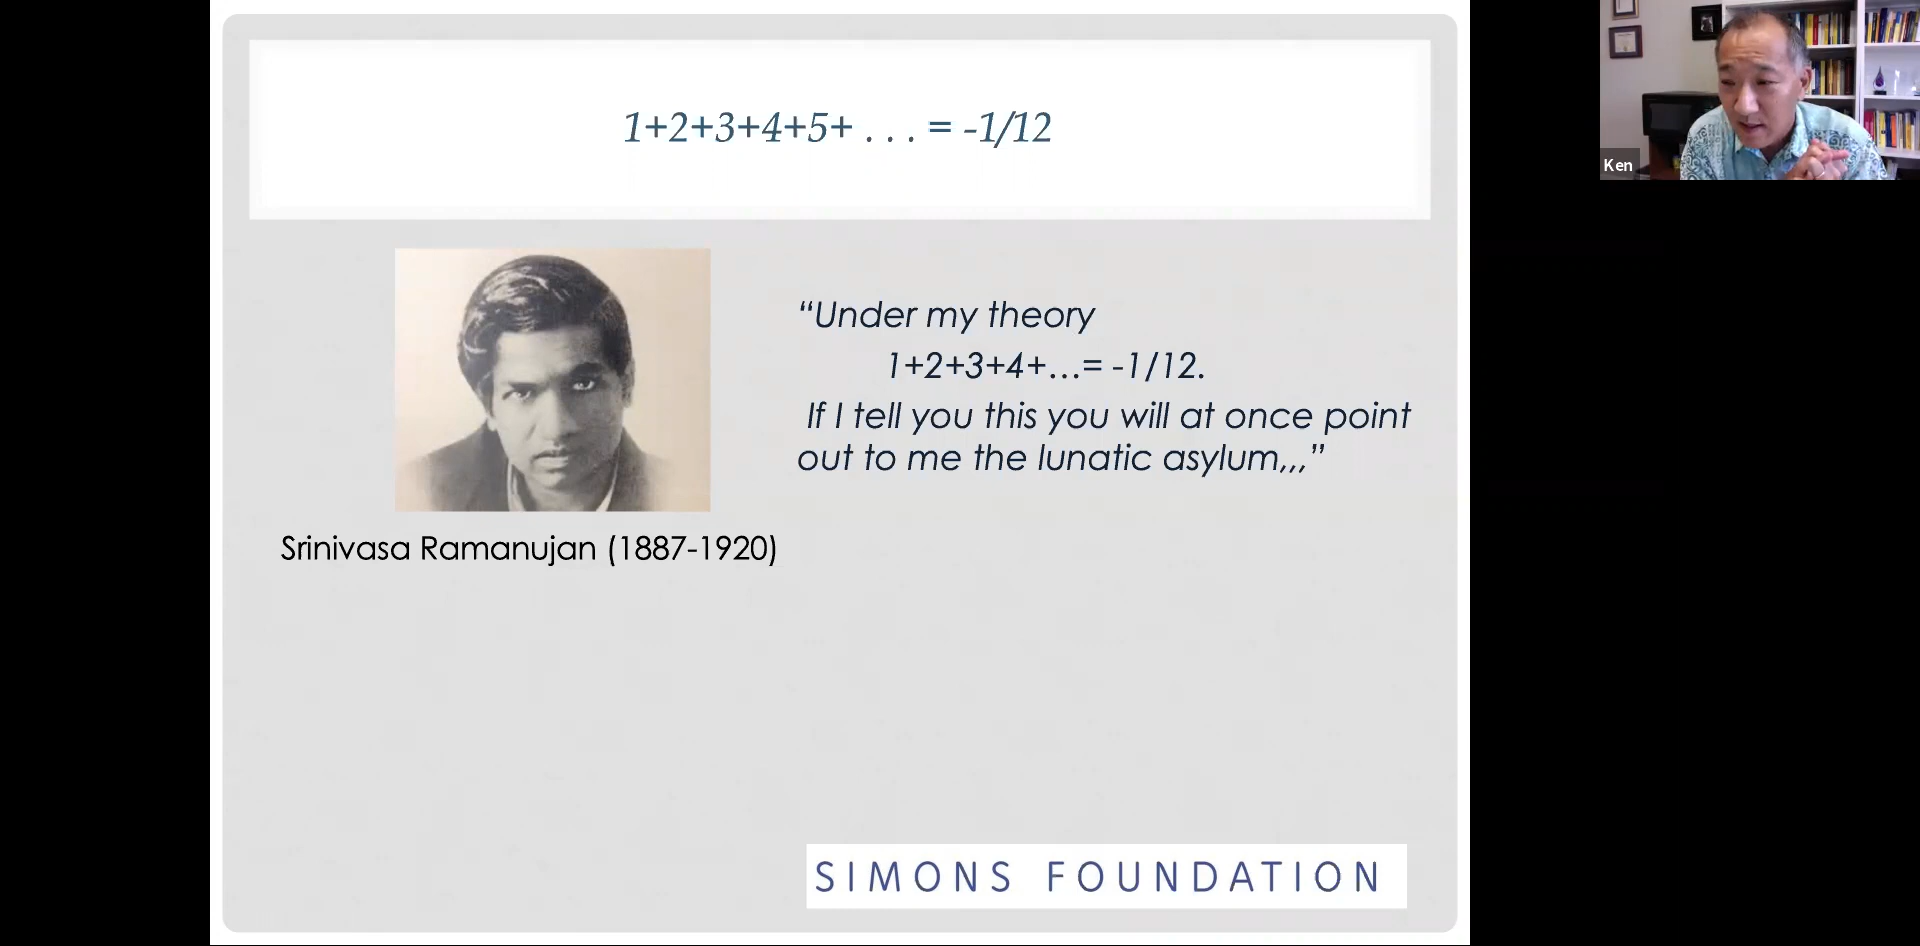 1+2+3+4+5+ . . . = -1/12
“Under my theory
1+2+3+4+...= -1/12.
If I tell you this you will at once point
out to me the lunatic asylum,,,”
Srinivasa Ramanujan (1887-1920)
SIMONS FOUNDATION
Ken